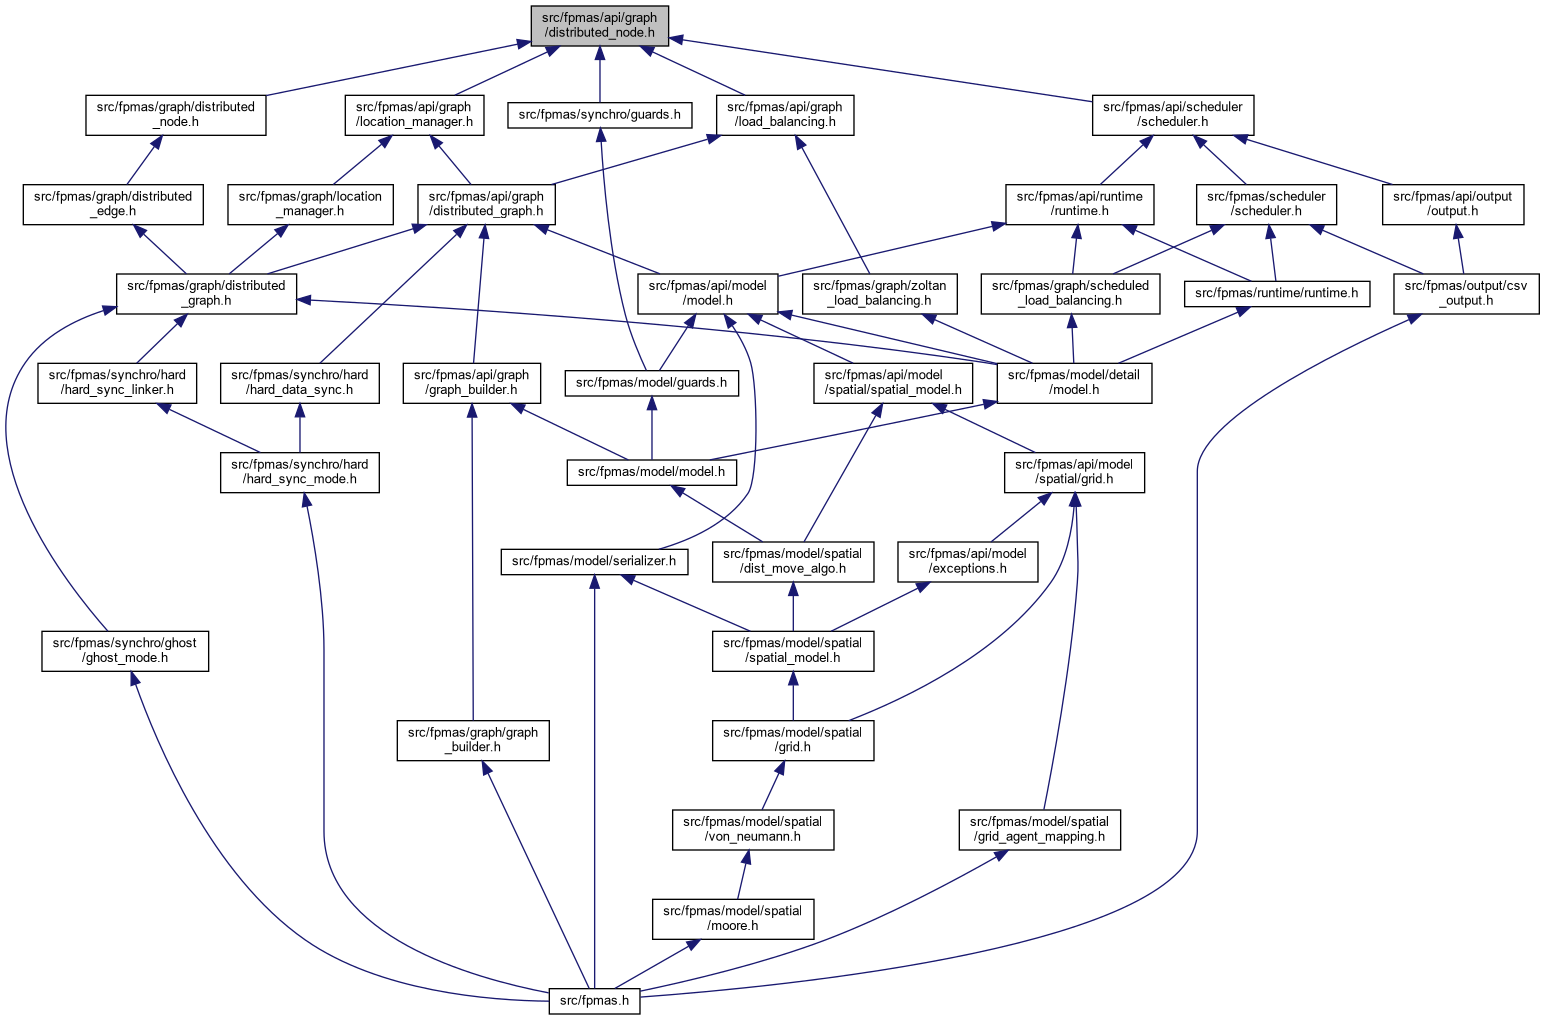 src/fpmas/api/graph
/distributed_node.h
src/fpmas/graph/distributed
_node.h
src/fpmas/api/graph
/location_manager.h
src/fpmas/synchro/guards.h
src/fpmas/api/graph
/load_balancing.h
src/fpmas/api/scheduler
/scheduler.h
src/fpmas/graph/distributed
_edge.h
src/fpmas/graph/location
_manager.h
src/fpmas/api/graph
/distributed_graph.h
src/fpmas/api/runtime
/runtime.h
src/fpmas/scheduler
/scheduler.h
src/fpmas/api/output
/output.h
src/fpmas/graph/distributed
_graph.h
src/fpmas/api/model
/model.h
src/fpmas/graph/zoltan
_load_balancing.h
src/fpmas/graph/scheduled
_load_balancing.h
src/fpmas/runtime/runtime.h
src/fpmas/output/csv
_output.h
src/fpmas/synchro/hard
/hard_sync_linker.h
src/fpmas/synchro/hard
/hard_data_sync.h
src/fpmas/api/graph
/graph_builder.h
src/fpmas/model/guards.h
src/fpmas/api/model
/spatial/spatial_model.h
src/fpmas/model/detail
/model.h
src/fpmas/synchro/hard
/hard_sync_mode.h
src/fpmas/model/model.h
src/fpmas/api/model
/spatial/grid.h
src/fpmas/model/serializer.h
src/fpmas/model/spatial
/dist_move_algo.h
src/fpmas/api/model
/exceptions.h
src/fpmas/synchro/ghost
/ghost_mode.h
src/fpmas/model/spatial
/spatial_model.h
src/fpmas/graph/graph
_builder.h
src/fpmas/model/spatial
/grid.h
src/fpmas/model/spatial
/von_neumann.h
src/fpmas/model/spatial
/grid_agent_mapping.h
src/fpmas/model/spatial
/moore.h
src/fpmas.h